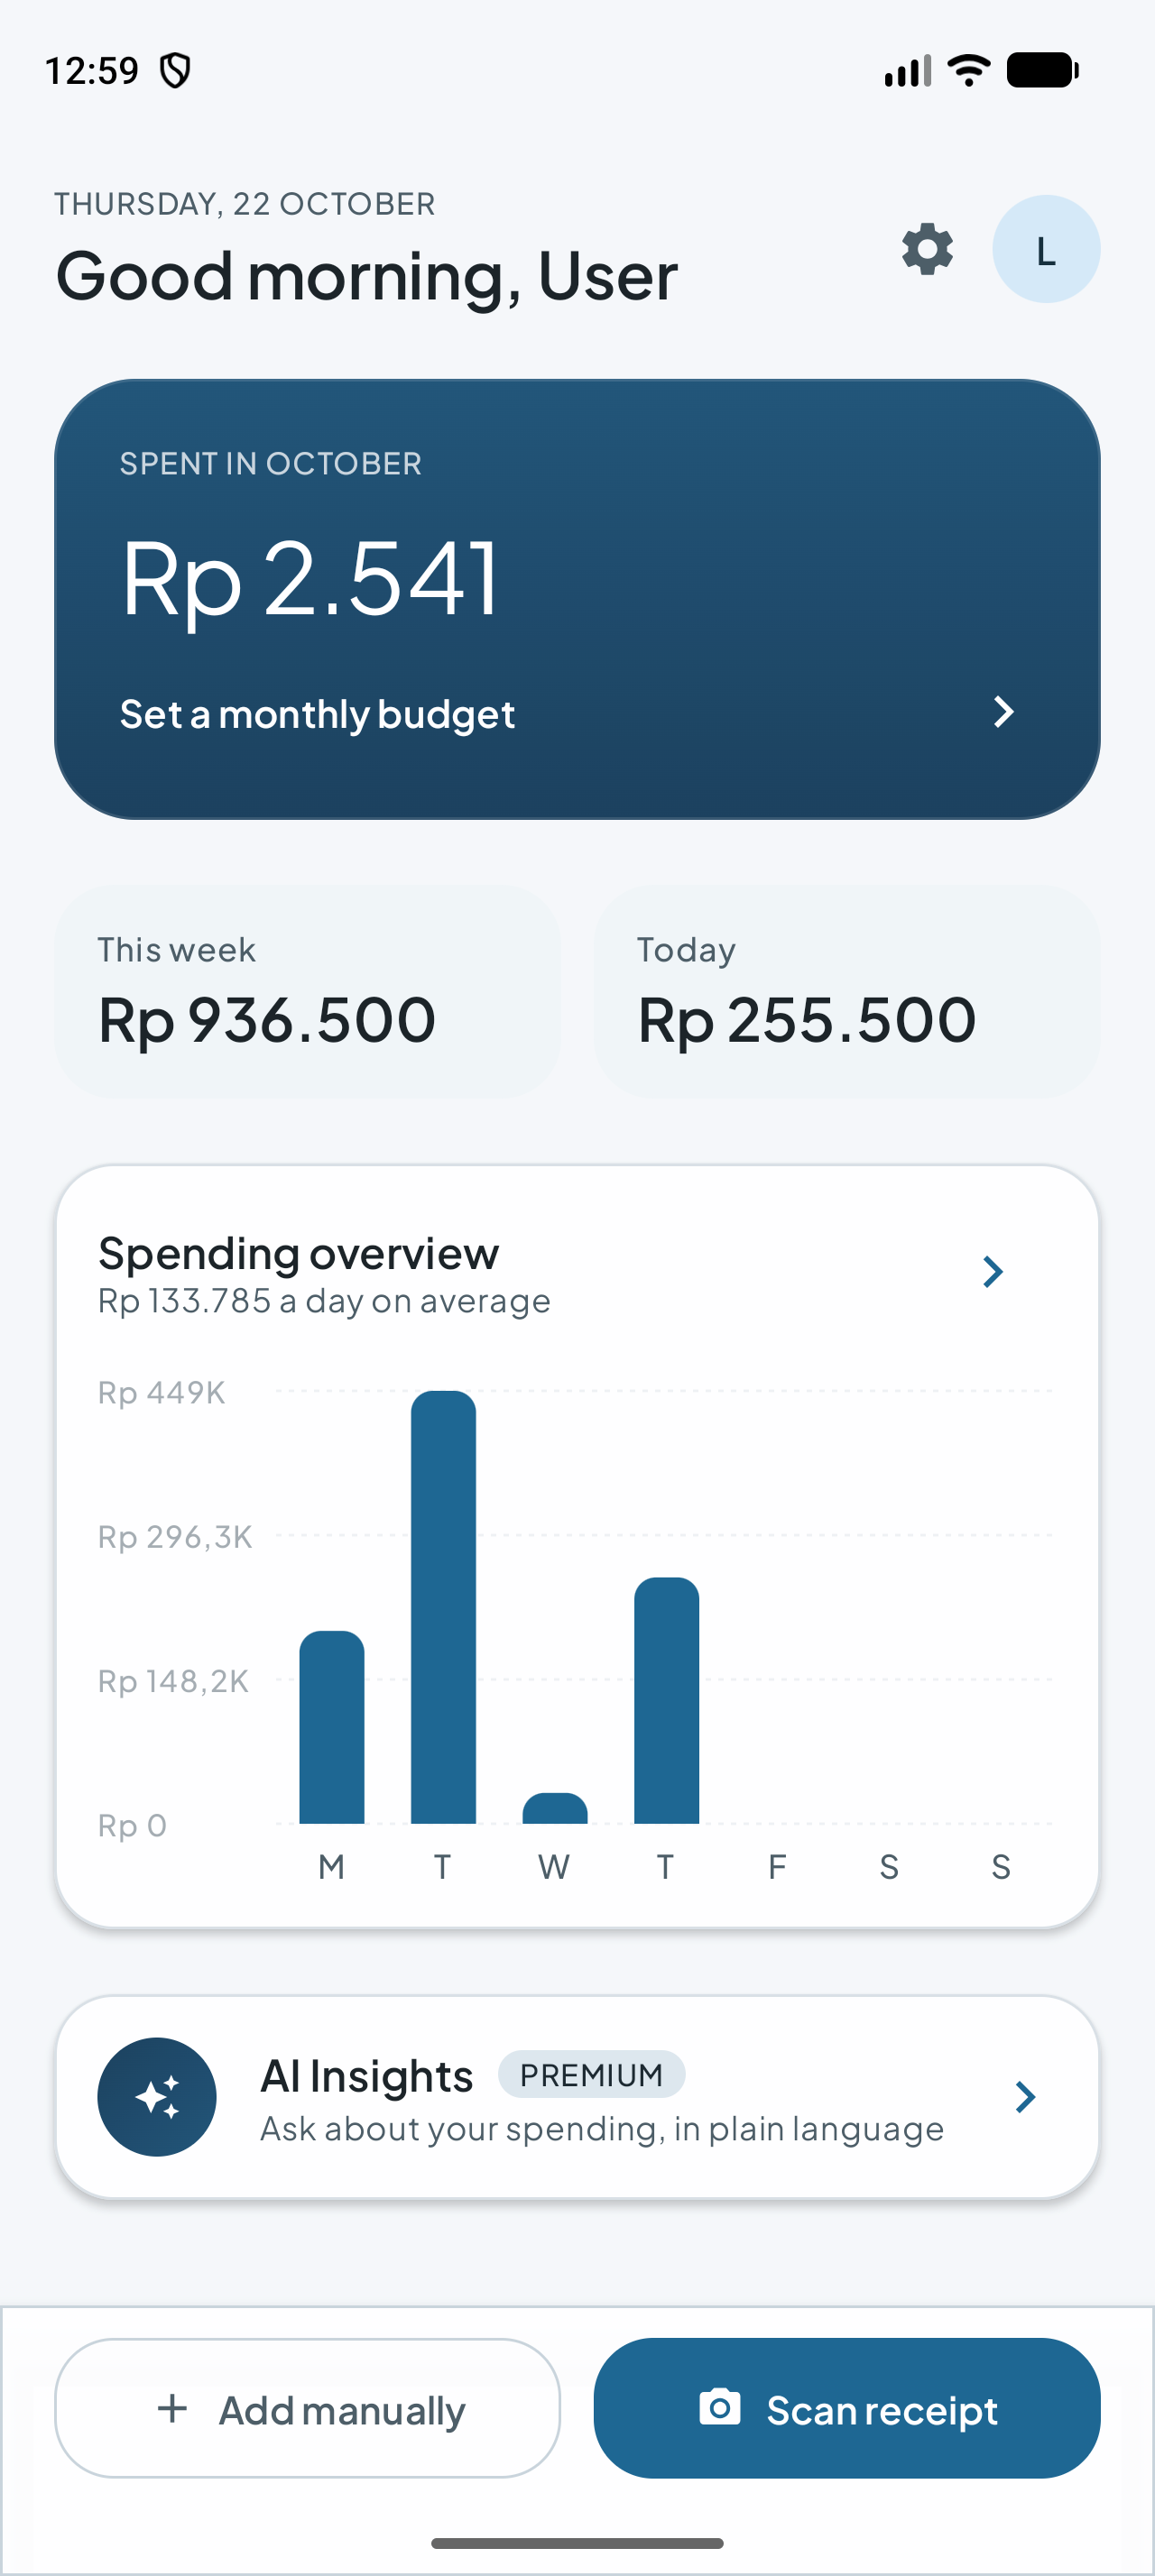 12:59
THURSDAY, 22 OCTOBER
Good morning, User
L
SPENT IN OCTOBER
Rp 2.541
Set a monthly budget
This week
Rp 936.500
Today
Rp 255.500
Spending overview
Rp 133.785 a day on average
Rp 449K
Rp 296,3K
Rp 148,2K
Rp 0
M T W T F S S
AI Insights PREMIUM
Ask about your spending, in plain language
Add manually
Scan receipt